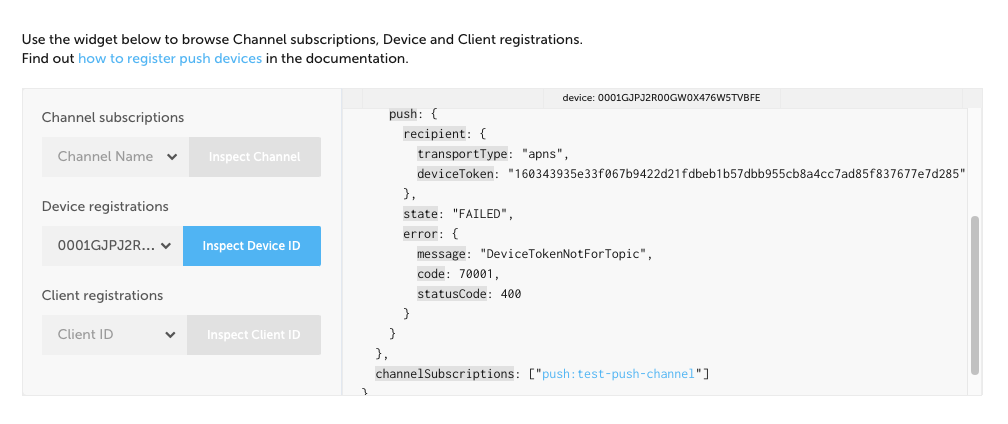 Use the widget below to browse Channel subscriptions, Device and Client registrations.
Find out how to register push devices in the documentation.
Channel subscriptions
Channel Name
Inspect Channel
Device registrations
0001GJPJ2R...
Inspect Device ID
Client registrations
Client ID
Inspect Client ID
device: 0001GJPJ2R00GW0X476W5TVBFE
push: {
recipient: {
transportType: "apns",
deviceToken: "160343935e33f067b9422d21fdbeb1b57dbb955cb8a4cc7ad85f837677e7d285"
},
state: "FAILED",
error: {
message: "DeviceTokenNotForTopic",
code: 70001,
statusCode: 400
}
}
},
channelSubscriptions: ["push:test-push-channel"]
}